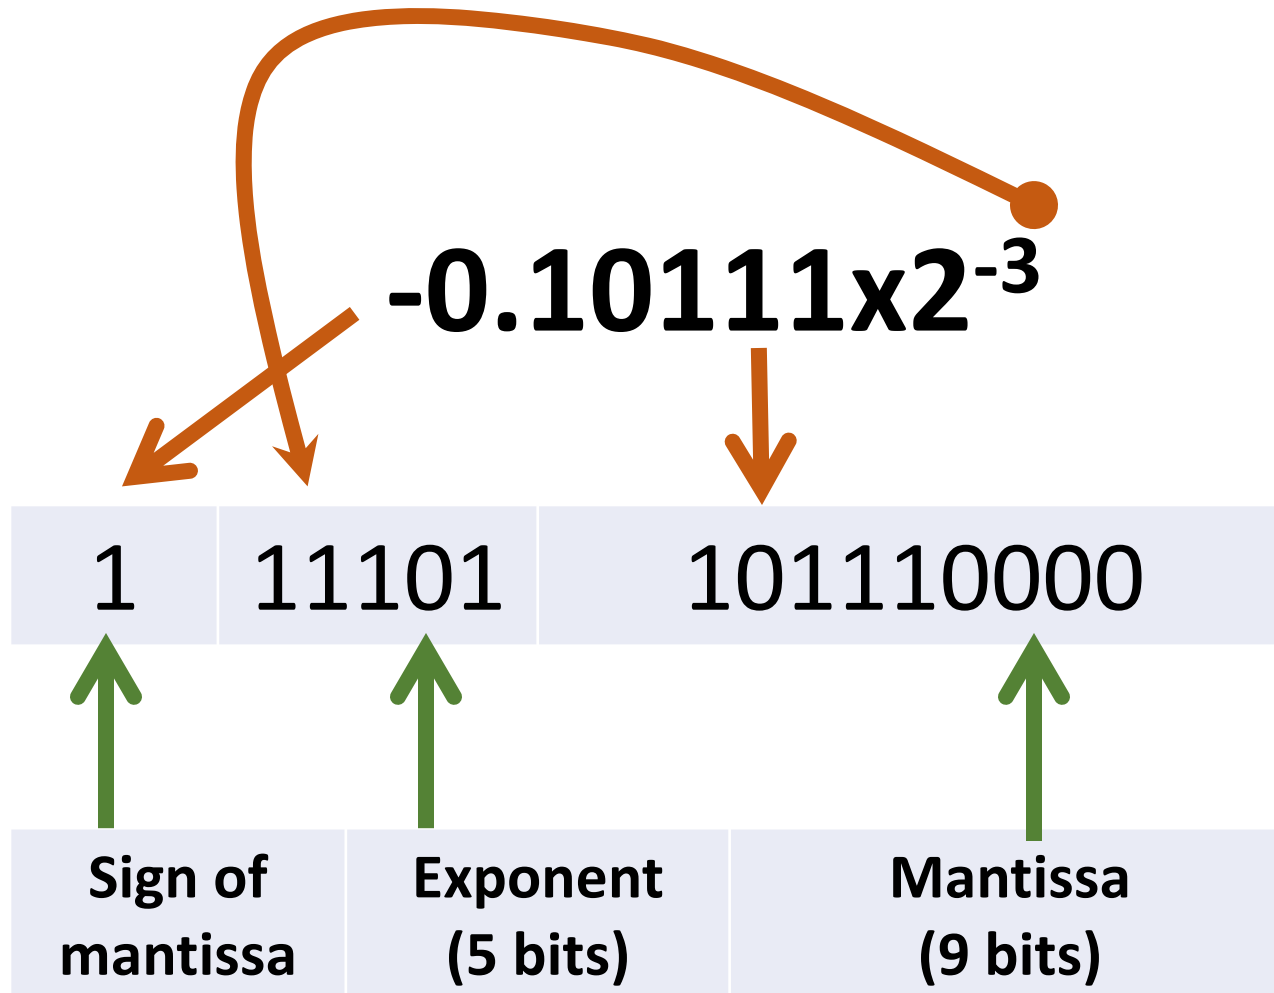 -0.10111x2⁻³
1 11101 101110000
Sign of mantissa
Exponent (5 bits)
Mantissa (9 bits)